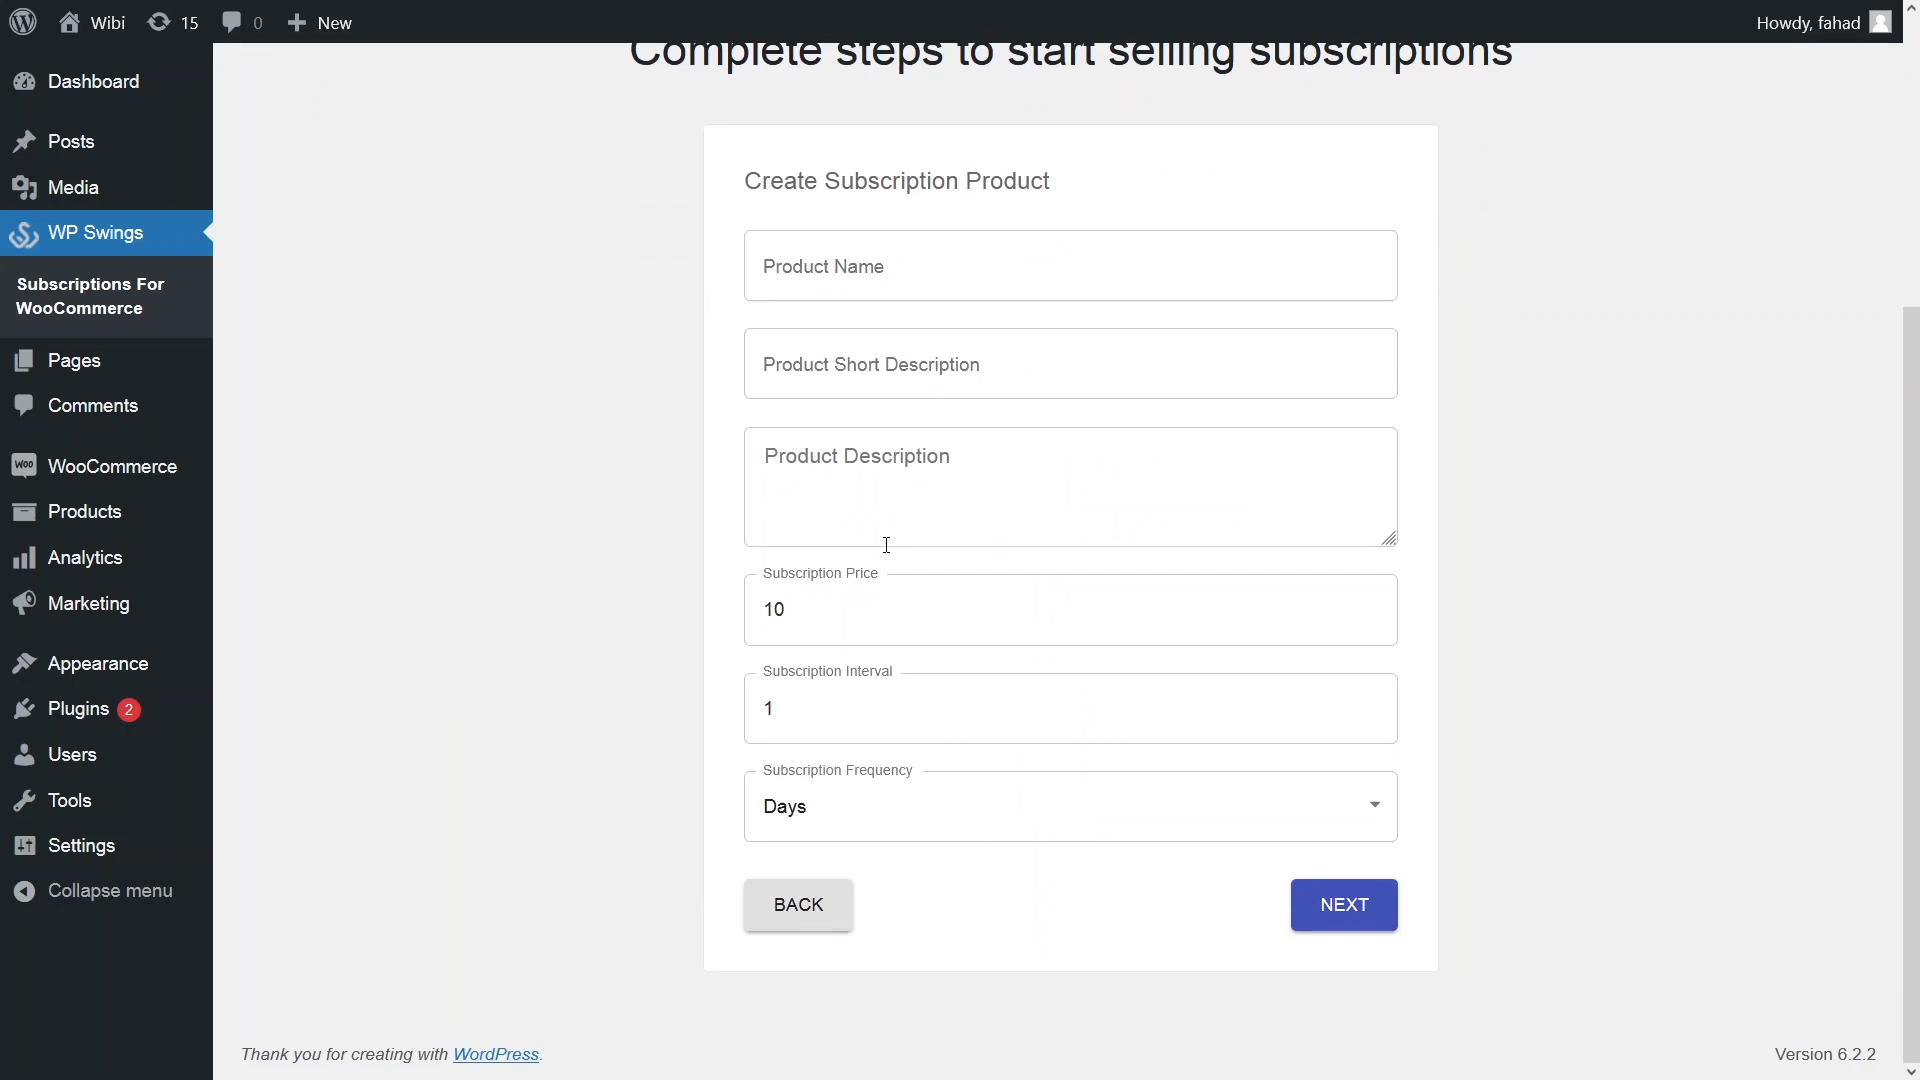 Wibi
15
0
New
Howdy, fahad
Complete steps to start selling subscriptions
Dashboard
Posts
Media
WP Swings
Subscriptions For
WooCommerce
Pages
Comments
Woo
WooCommerce
Products
Analytics
Marketing
Appearance
Plugins 2
Users
Tools
Settings
Collapse menu
Create Subscription Product
Product Name
Product Short Description
Product Description
Subscription Price
10
Subscription Interval
1
Subscription Frequency
Days
BACK
NEXT
Thank you for creating with WordPress.
Version 6.2.2